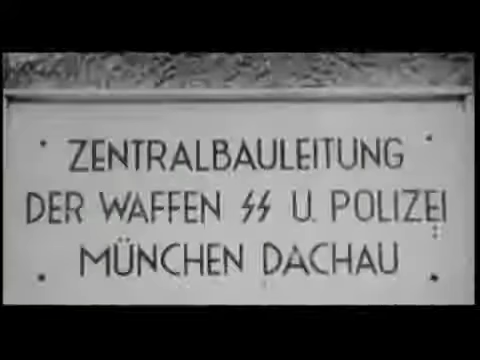 ZENTRALBAULEITUNG
DER WAFFEN SS U. POLIZEI
MÜNCHEN DACHAU